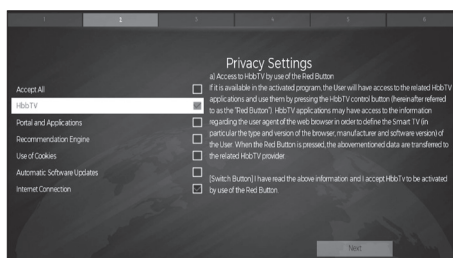 1 2 3 4 5 6
Privacy Settings
Accept All
HbbTV
Portal and Applications
Recommendation Engine
Use of Cookies
Automatic Software Updates
Internet Connection
a) Access to HbbTV by use of the Red Button
If it is available in the activated program, the User will have access to the related HbbTV
applications and use them by pressing the HbbTV control button (hereinafter referred
to as the "Red Button"). HbbTV applications may have access to the information
regarding the user agent of the web browser in order to define the Smart TV (in
particular the type and version of the browser, manufacturer and software version) of
the User. When the Red Button is pressed, the abovementioned data are transferred to
the related HbbTV provider.
[Switch Button] I have read the above information and I accept HbbTv to be activated
by use of the Red Button
Next